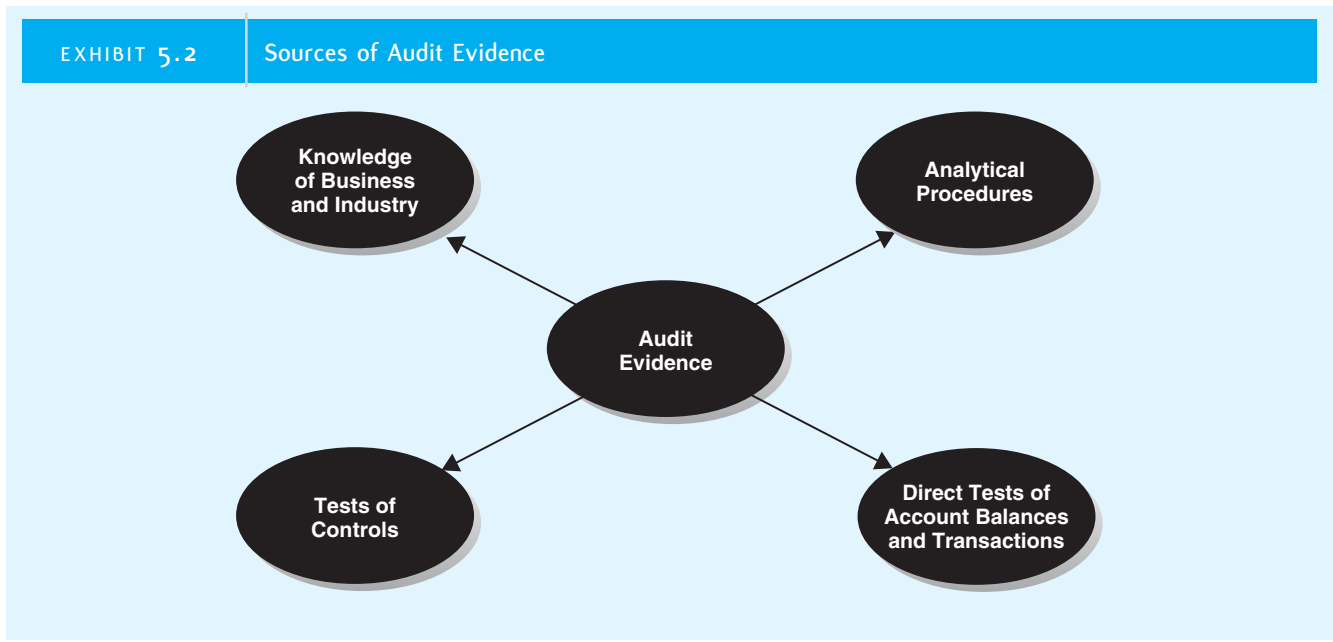 EXHIBIT 5.2
Sources of Audit Evidence
Knowledge
of Business
and Industry
Analytical
Procedures
Audit
Evidence
Tests of
Controls
Direct Tests of
Account Balances
and Transactions